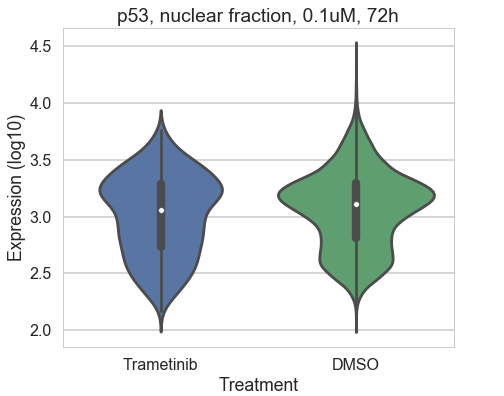 p53, nuclear fraction, 0.1uM, 72h
4.5
4.0
3.5
3.0
2.5
2.0
Expression (log10)
Trametinib DMSO
Treatment